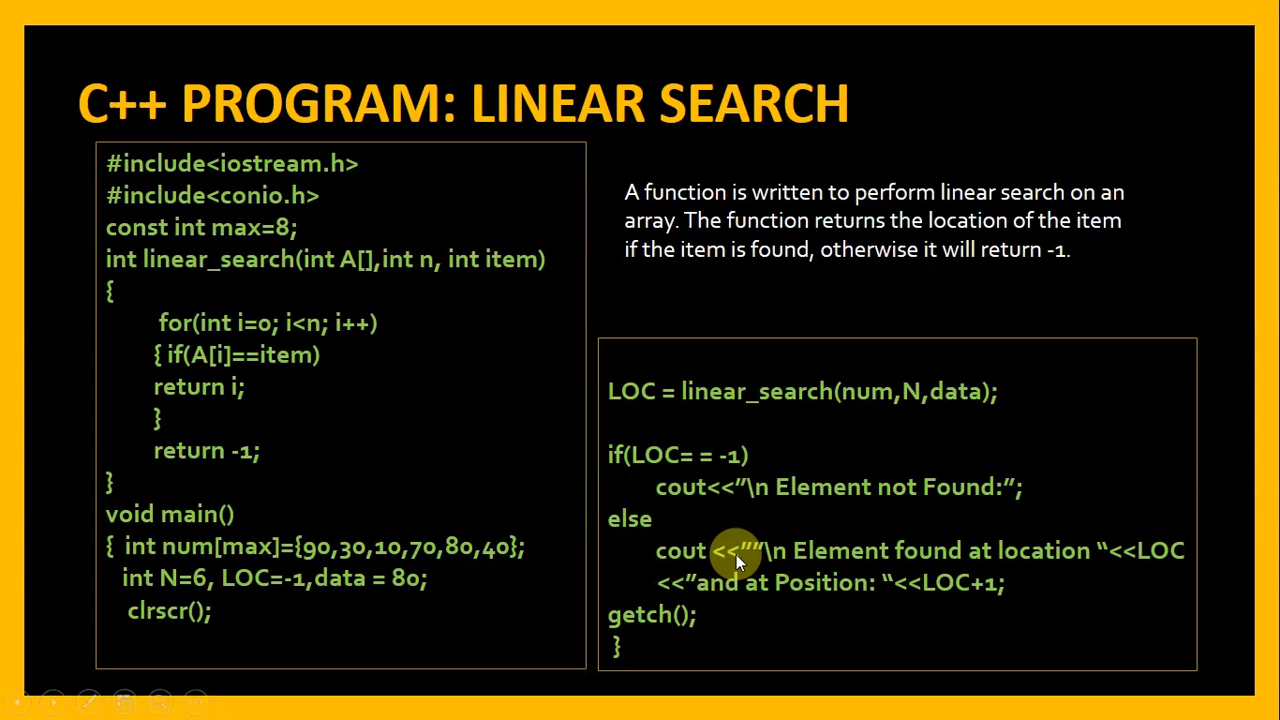 C++ PROGRAM: LINEAR SEARCH
#include<iostream.h>
#include<conio.h>
const int max=8;
int linear_search(int A[],int n, int item)
{
for(int i=0; i<n; i++)
{ if(A[i]==item)
return i;
}
return -1;
}
void main()
{ int num[max]={90,30,10,70,80,40};
int N=6, LOC=-1,data = 80;
clrscr();
A function is written to perform linear search on an
array. The function returns the location of the item
if the item is found, otherwise it will return -1.
LOC = linear_search(num,N,data);
if(LOC= = -1)
cout<<”\n Element not Found:”;
else
cout <<””\n Element found at location “<<LOC
<<”and at Position: “<<LOC+1;
getch();
}